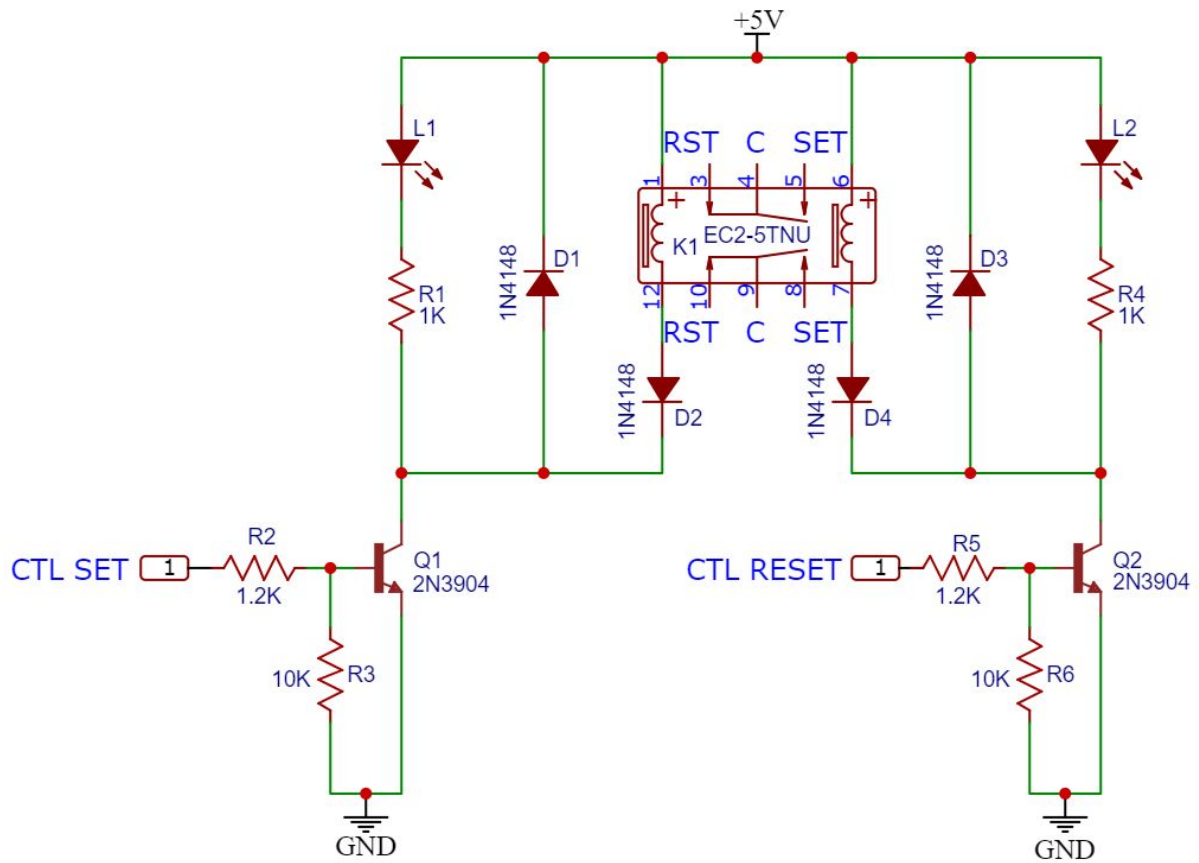 +5V
L1
L2
RST C SET
1 3 4 5 6
EC2-5TNU
K1
D1
1N4148
D3
1N4148
R1
1K
R4
1K
12 10 9 8 7
RST C SET
1N4148
D2
1N4148
D4
CTL SET
1
R2
1.2K
Q1
2N3904
CTL RESET
1
R5
1.2K
Q2
2N3904
10K
R3
10K
R6
GND
GND